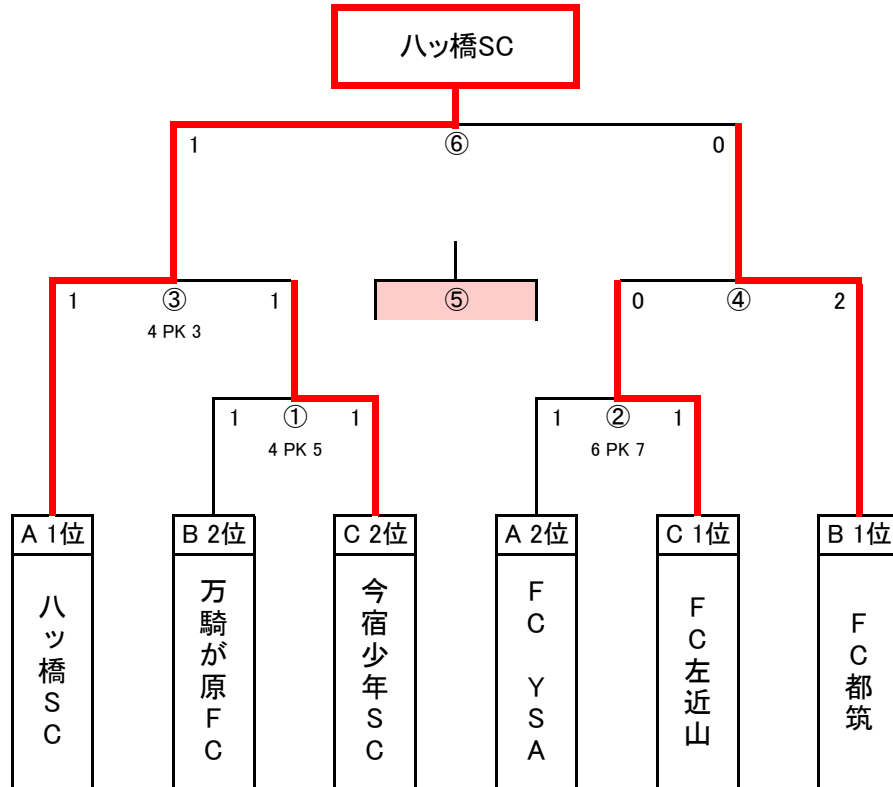 八ッ橋SC
1 ⑥ 0
⑤
1 ③ 1
4 PK 3
0 ④ 2
1 ① 1
4 PK 5
1 ② 1
6 PK 7
A 1位
B 2位
C 2位
A 2位
C 1位
B 1位
八ッ橋SC
万騎が原FC
今宿少年SC
FC YSA
FC左近山
FC都筑